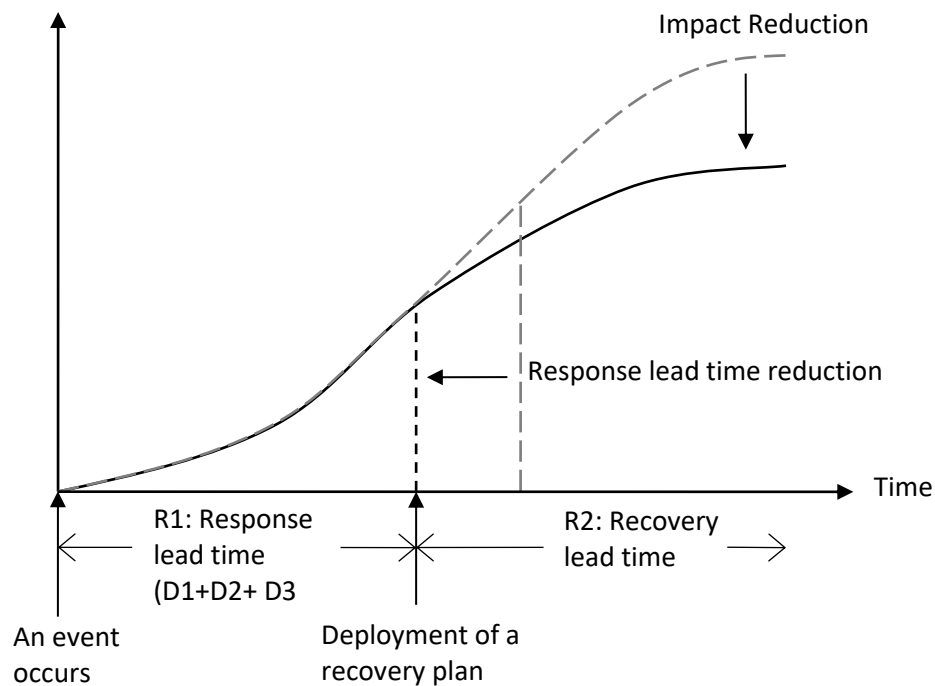 Impact Reduction
Response lead time reduction
Time
R1: Response
lead time
(D1+D2+ D3
R2: Recovery
lead time
An event
occurs
Deployment of a
recovery plan